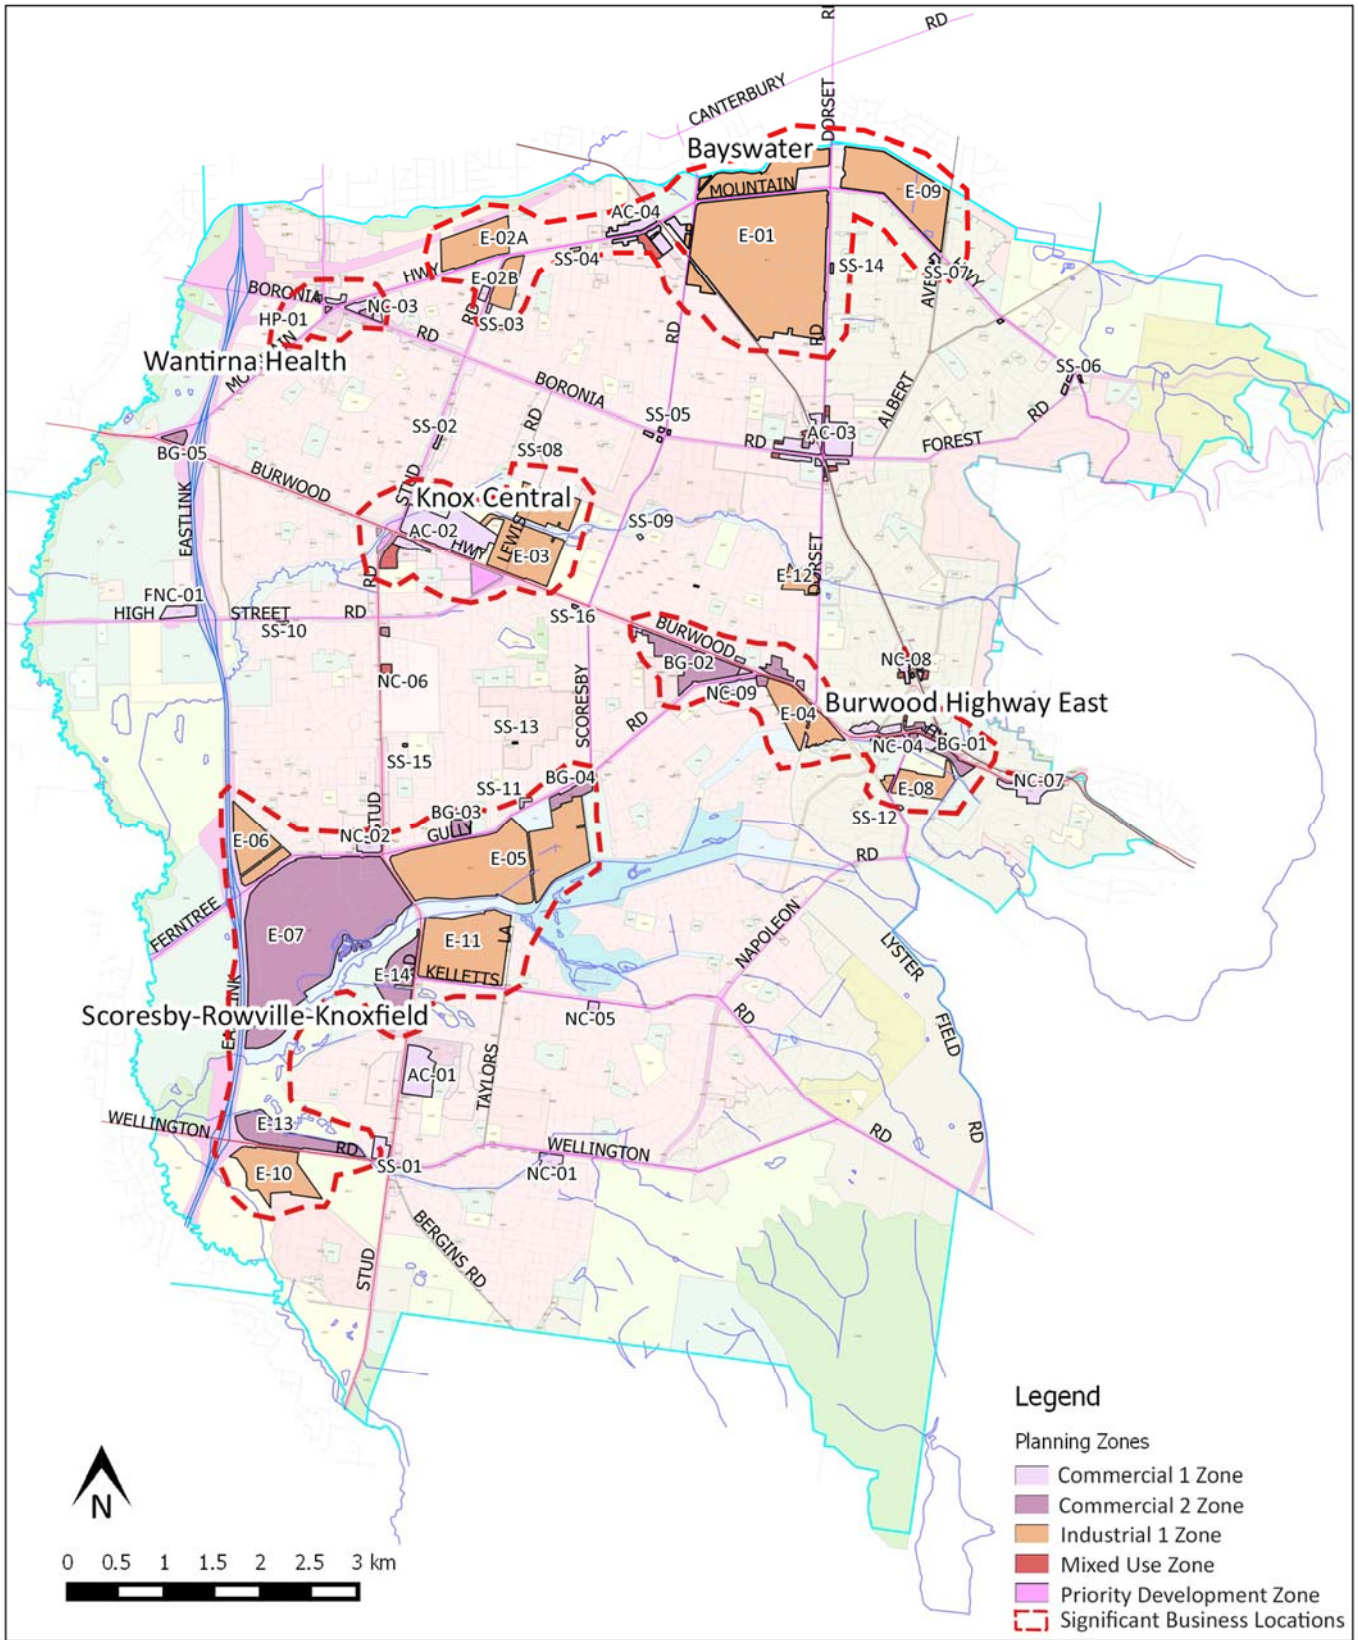 RD
CANTERBURY
DORSET
Bayswater
MOUNTAIN
E-09
AC-04
E-02A
E-01
SS-04
SS-14
SS-07
HWY
HWY
E-02B
AVE
BORONIA
NC-03
HP-01
RD
SS-03
RD
RD
RD
Wantirna Health
SS-06
BORONIA
ALBERT
SS-05
RD
SS-02
RD
AC-03
RD
FOREST
SS-08
BG-05
BURWOOD
STUD
Knox Central
EASTLINK
AC-02
LEWIS
SS-09
HWY
E-03
DORSET
RD
E-12
FNC-01
HIGH
STREET
RD
SS-10
SS-16
BURWOOD
BG-02
NC-08
NC-06
NC-09
SCORESBY
Burwood Highway East
E-04
RD
SS-13
NC-04
BG-01
SS-15
NC-07
BG-04
SS-11
E-08
STUD
BG-03
SS-12
GULLY
NC-02
E-06
E-05
RD
FERNTREE
NAPOLEON
E-07
E-11
LA
LYSTER
E-14
KELLETTS
Scoresby-Rowville-Knoxfield
NC-05
RD
FIELD
AC-01
TAYLORS
WELLINGTON
E-13
RD
WELLINGTON
RD
RD
SS-01
E-10
NC-01
BERGINS RD
STUD
Legend
Planning Zones
Commercial 1 Zone
Commercial 2 Zone
Industrial 1 Zone
Mixed Use Zone
Priority Development Zone
Significant Business Locations
N
0 0.5 1 1.5 2 2.5 3 km